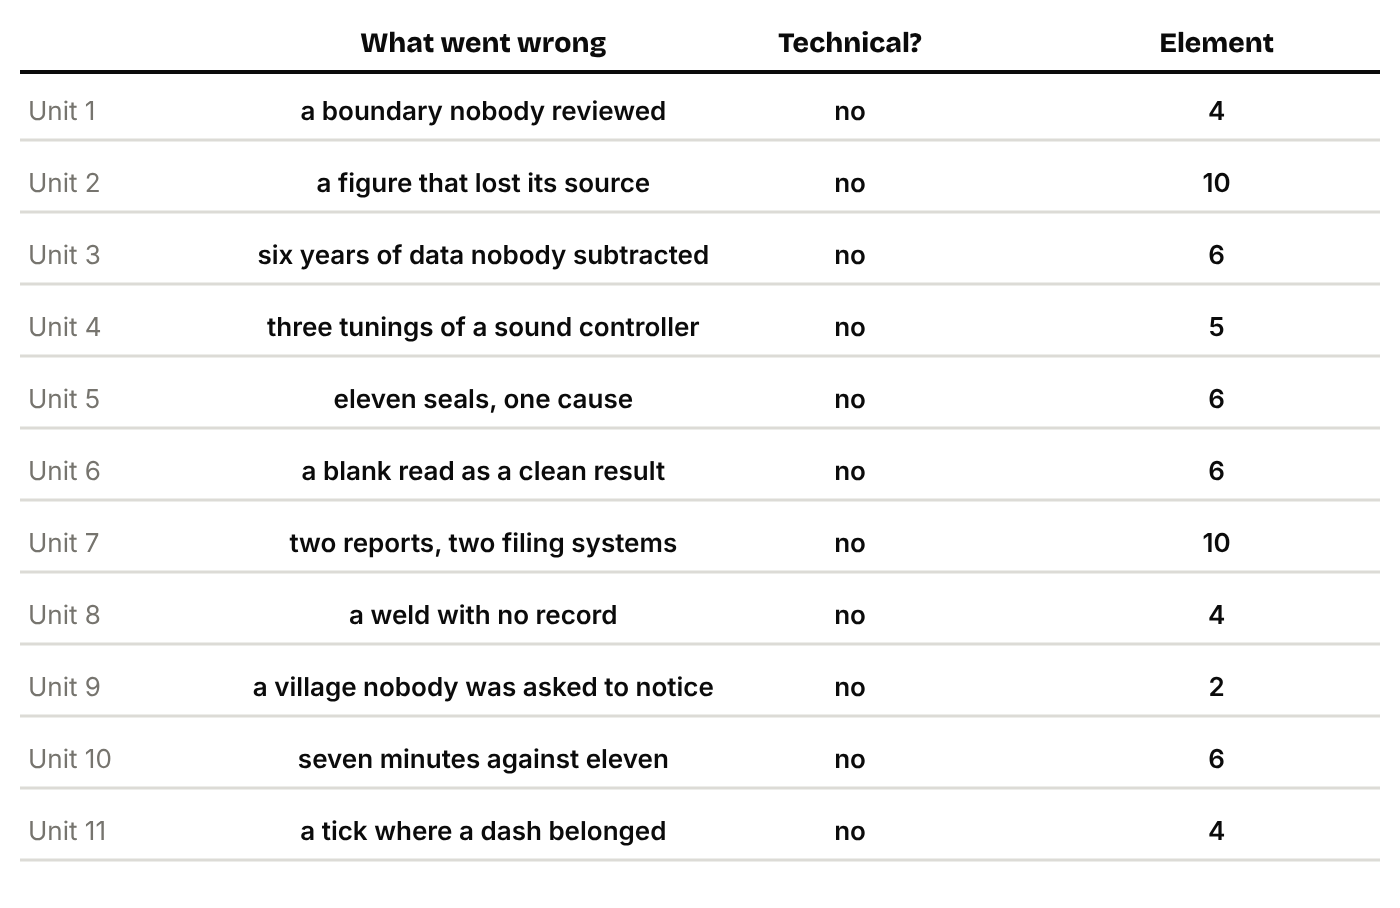 What went wrong Technical? Element
Unit 1 a boundary nobody reviewed no 4
Unit 2 a figure that lost its source no 10
Unit 3 six years of data nobody subtracted no 6
Unit 4 three tunings of a sound controller no 5
Unit 5 eleven seals, one cause no 6
Unit 6 a blank read as a clean result no 6
Unit 7 two reports, two filing systems no 10
Unit 8 a weld with no record no 4
Unit 9 a village nobody was asked to notice no 2
Unit 10 seven minutes against eleven no 6
Unit 11 a tick where a dash belonged no 4